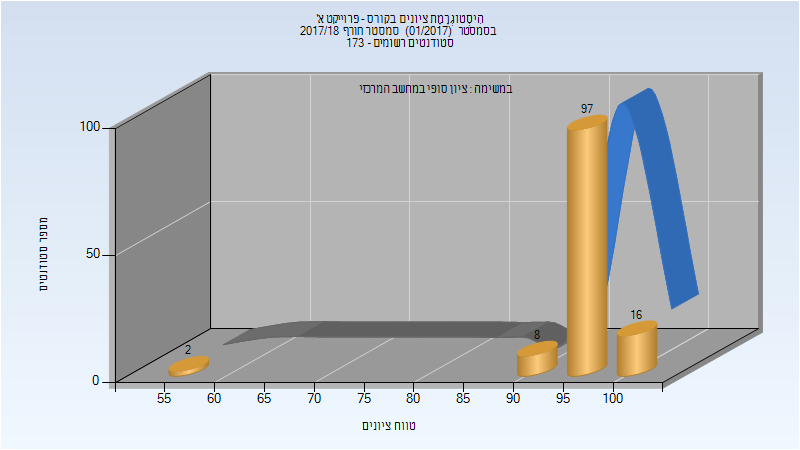 היסטוגרמת ציונים בקורס - פרוייקט א'
בסמסטר (01/2017) סמסטר חורף 2017/18
סטודנטים רשומים - 173
במשימה : ציון סופי במחשב המרכזי
מספר סטודנטים
100
50
0
2
8
97
16
55 60 65 70 75 80 85 90 95 100
טווח ציונים